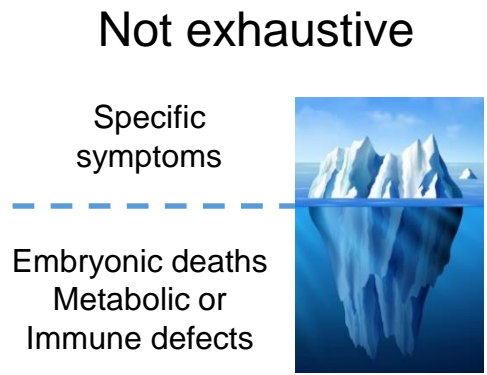 Not exhaustive
Specific
symptoms
Embryonic deaths
Metabolic or
Immune defects